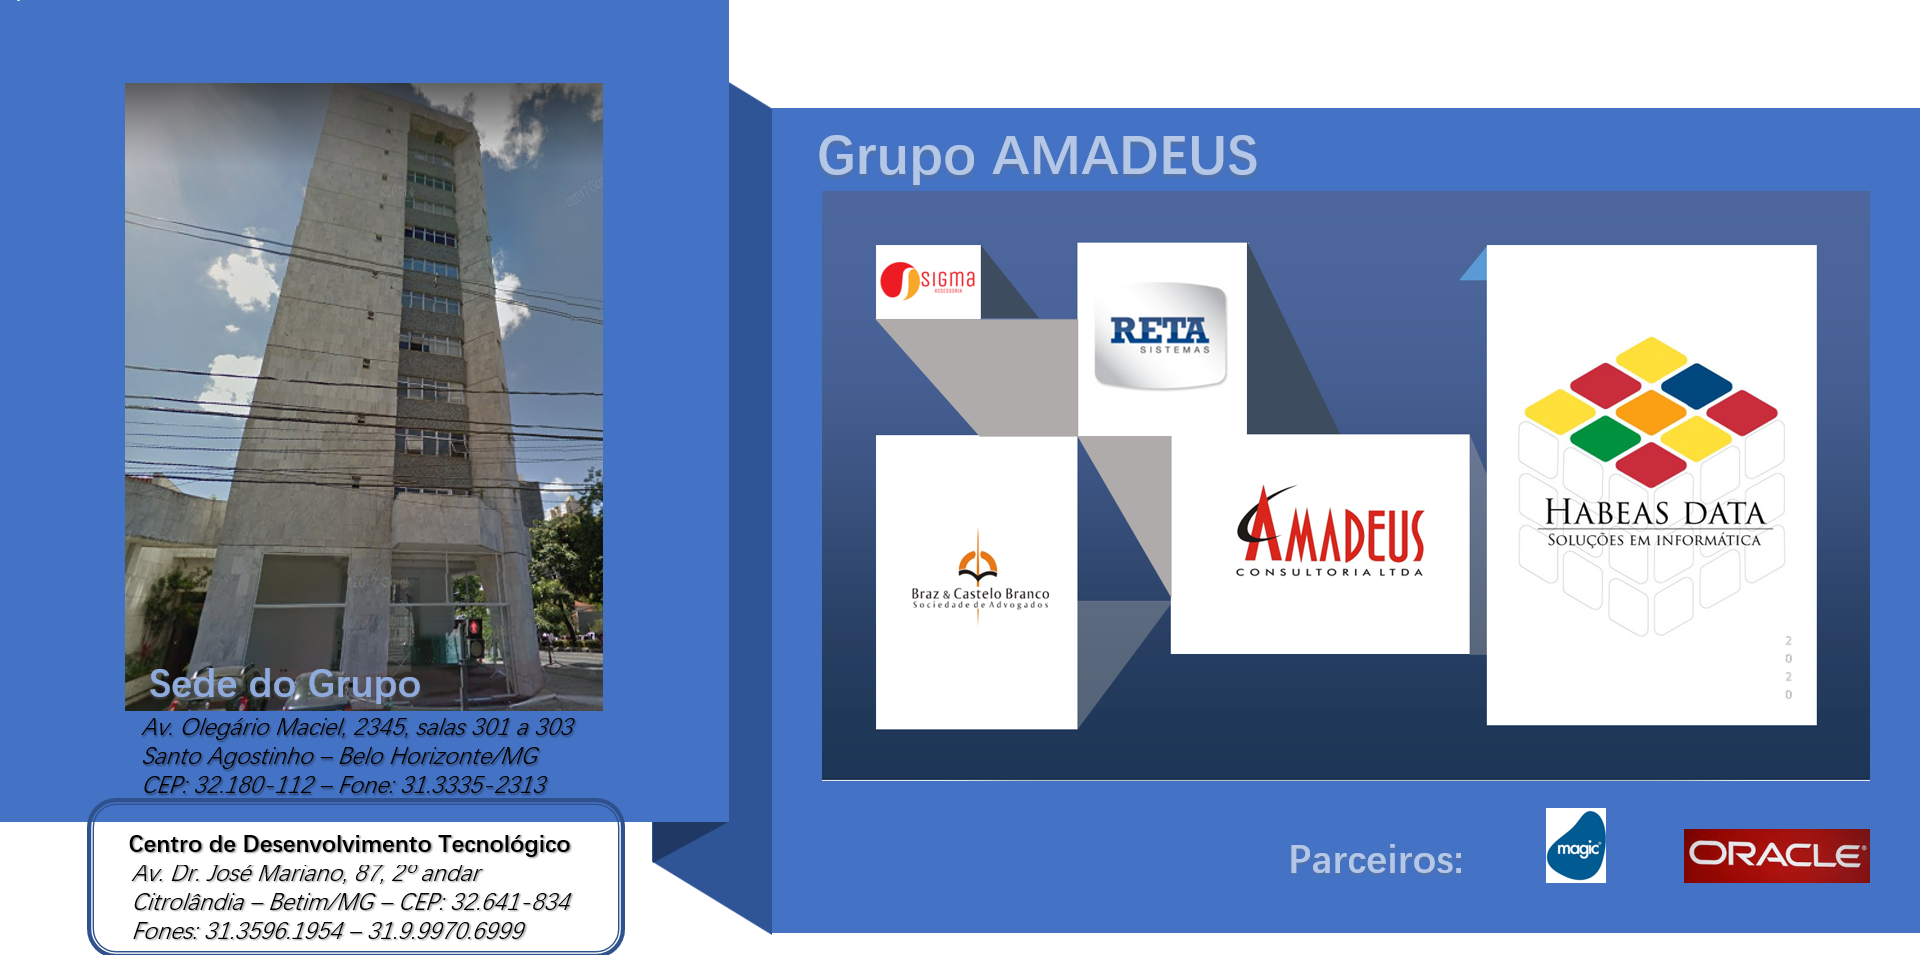 Sede do Grupo
Av. Olegário Maciel, 2345, salas 301 a 303
Santo Agostinho – Belo Horizonte/MG
CEP: 32.180-112 – Fone: 31.3335-2313
Centro de Desenvolvimento Tecnológico
Av. Dr. José Mariano, 87, 2º andar
Citrolândia – Betim/MG – CEP: 32.641-834
Fones: 31.3596.1954 – 31.9.9970.6999
Grupo AMADEUS
SIGMA
ASSESSORIA
RETA
SISTEMAS
Braz & Castelo Branco
Sociedade de Advogados
AMADEUS
CONSULTORIA LTDA
HABEAS DATA
SOLUÇÕES EM INFORMÁTICA
2
0
2
0
Parceiros:
magic
ORACLE